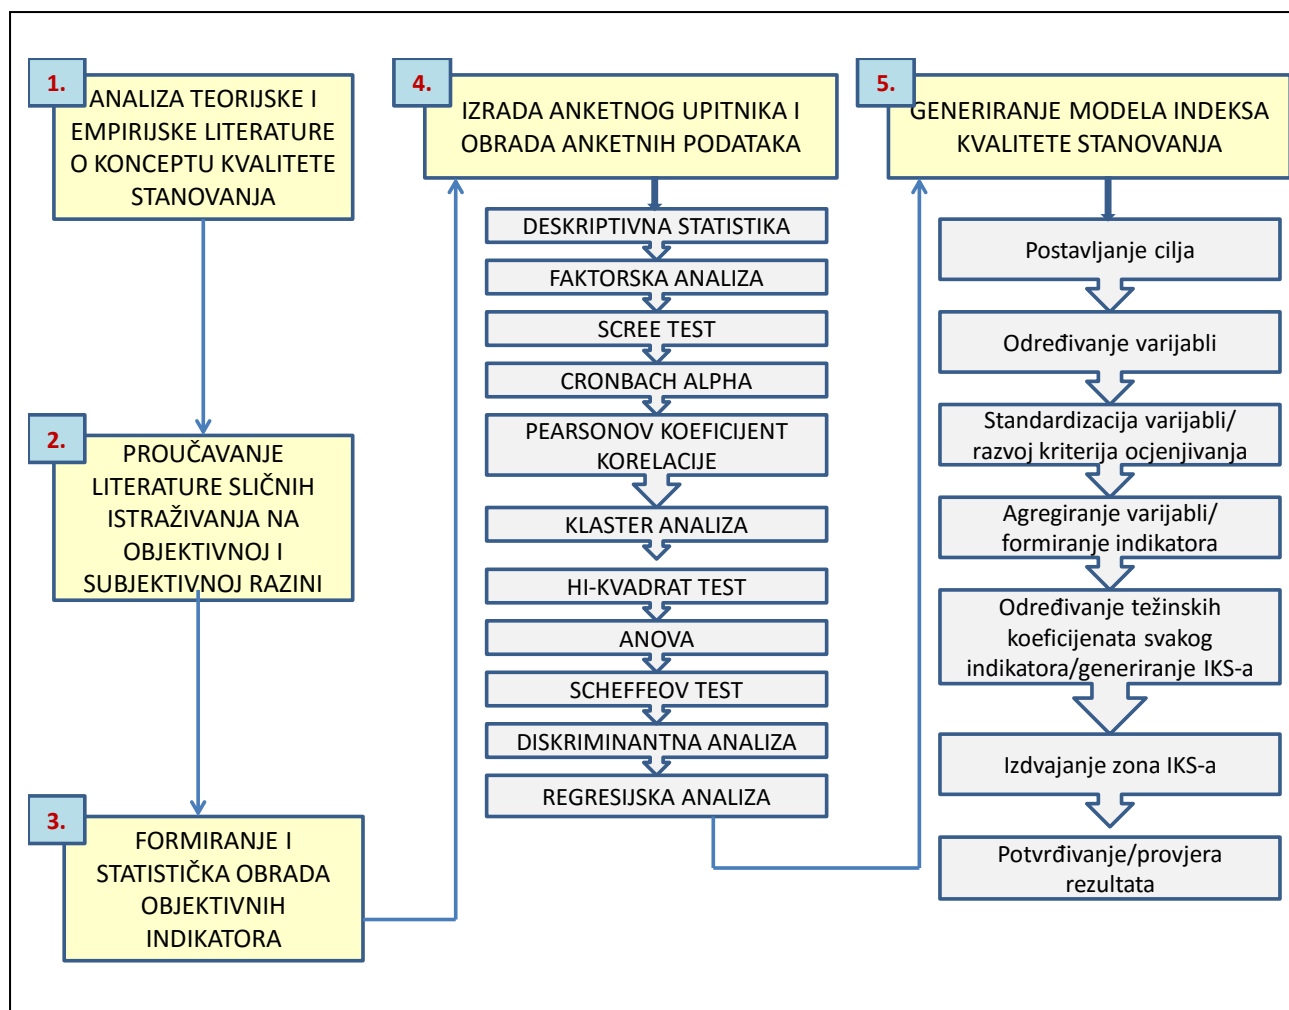 1.
ANALIZA TEORIJSKE I
EMPIRIJSKE LITERATURE
O KONCEPTU KVALITETE
STANOVANJA
2.
PROUČAVANJE
LITERATURE SLIČNIH
ISTRAŽIVANJA NA
OBJEKTIVNOJ I
SUBJEKTIVNOJ RAZINI
3.
FORMIRANJE I
STATISTIČKA OBRADA
OBJEKTIVNIH
INDIKATORA
4.
IZRADA ANKETNOG UPITNIKA I
OBRADA ANKETNIH PODATAKA
DESKRIPTIVNA STATISTIKA
FAKTORSKA ANALIZA
SCREE TEST
CRONBACH ALPHA
PEARSONOV KOEFICIJENT
KORELACIJE
KLASTER ANALIZA
HI-KVADRAT TEST
ANOVA
SCHEFFEOV TEST
DISKRIMINANTNA ANALIZA
REGRESIJSKA ANALIZA
5.
GENERIRANJE MODELA INDEKSA
KVALITETE STANOVANJA
Postavljanje cilja
Određivanje varijabli
Standardizacija varijabli/
razvoj kriterija ocjenjivanja
Agregiranje varijabli/
formiranje indikatora
Određivanje težinskih
koeficijenata svakog
indikatora/generiranje IKS-a
Izdvajanje zona IKS-a
Potvrđivanje/provjera
rezultata